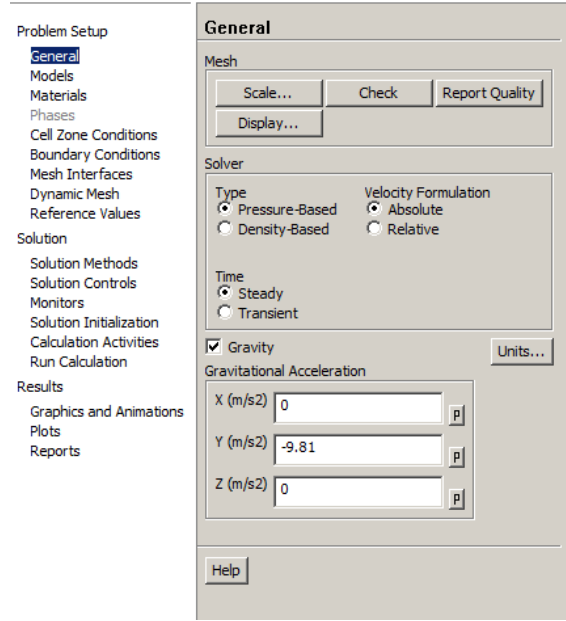 Problem Setup
General
Models
Materials
Phases
Cell Zone Conditions
Boundary Conditions
Mesh Interfaces
Dynamic Mesh
Reference Values
Solution
Solution Methods
Solution Controls
Monitors
Solution Initialization
Calculation Activities
Run Calculation
Results
Graphics and Animations
Plots
Reports
General
Mesh
Scale... Check Report Quality
Display...
Solver
Type Velocity Formulation
Pressure-Based Absolute
Density-Based Relative
Time
Steady
Transient
Gravity Units...
Gravitational Acceleration
X (m/s2) 0 P
Y (m/s2) -9.81 P
Z (m/s2) 0 P
Help